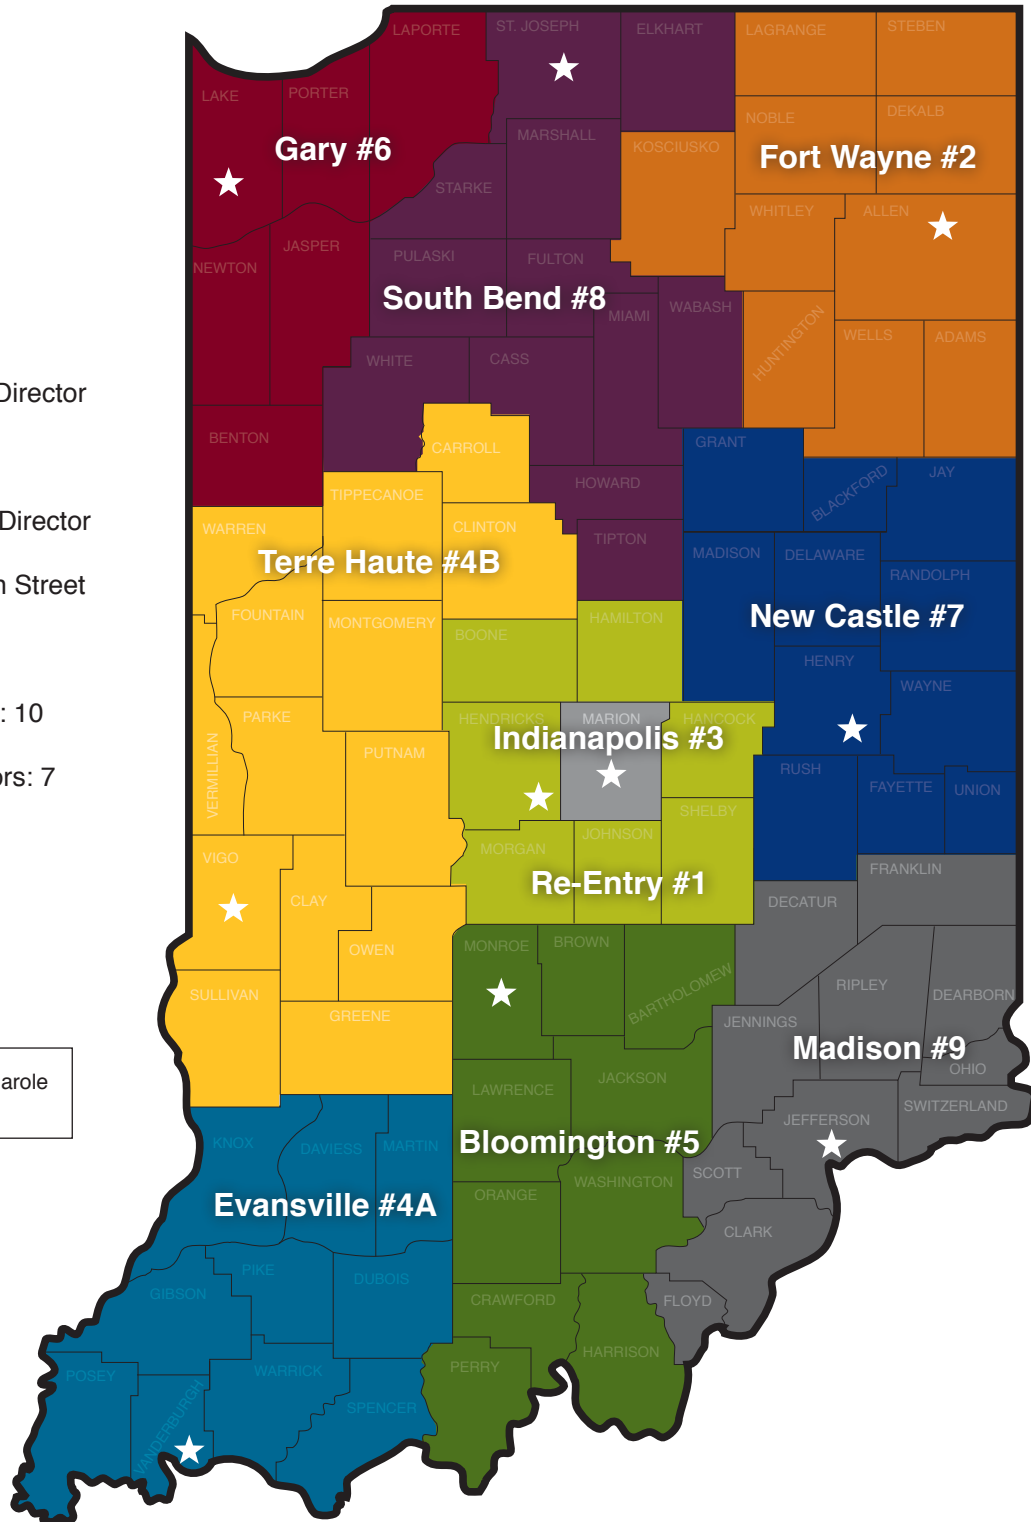 LAPORTE
ST. JOSEPH
ELKHART
LAGRANGE
STEBEN
LAKE
PORTER
NOBLE
DEKALB
MARSHALL
KOSCIUSKO
Gary #6
Fort Wayne #2
STARKE
WHITLEY
ALLEN
NEWTON
JASPER
PULASKI
FULTON
South Bend #8
MIAMI
WABASH
HUNTINGTON
WELLS
ADAMS
WHITE
CASS
Director
BENTON
CARROLL
GRANT
HOWARD
BLACKFORD
JAY
TIPPECANOE
Director
WARREN
CLINTON
TIPTON
MADISON
DELAWARE
Terre Haute #4B
RANDOLPH
n Street
FOUNTAIN
MONTGOMERY
BOONE
HAMILTON
New Castle #7
HENRY
WAYNE
: 10
PARKE
HENDRICKS
MARION
HANCOCK
Indianapolis #3
VERMILLIAN
PUTNAM
RUSH
FAYETTE
UNION
ors: 7
SHELBY
JOHNSON
MORGAN
VIGO
FRANKLIN
Re-Entry #1
CLAY
DECATUR
OWEN
MONROE
BROWN
BARTHOLOMEW
RIPLEY
DEARBORN
SULLIVAN
GREENE
JENNINGS
Madison #9
OHIO
arole
LAWRENCE
JACKSON
SWITZERLAND
JEFFERSON
KNOX
DAVIESS
MARTIN
Bloomington #5
SCOTT
WASHINGTON
ORANGE
Evansville #4A
CLARK
PIKE
DUBOIS
GIBSON
CRAWFORD
FLOYD
HARRISON
POSEY
WARRICK
PERRY
VANDERBURGH
SPENCER